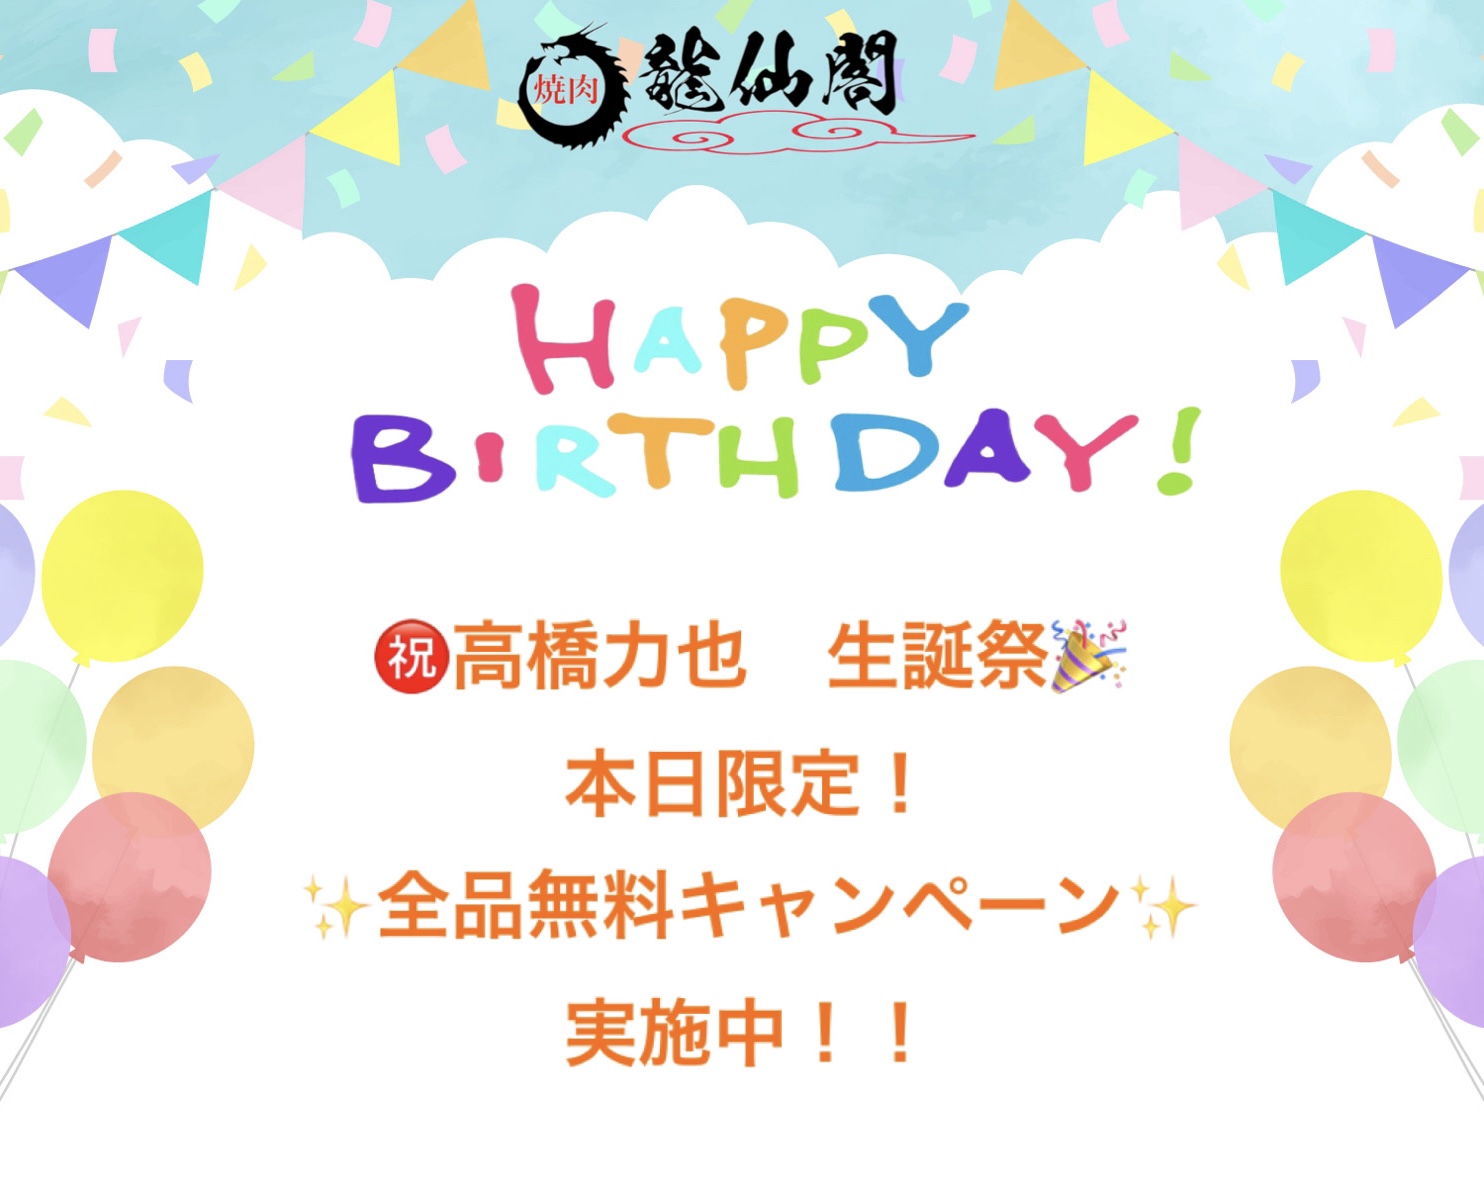 焼肉 龍仙閣
HAPPY
BIRTHDAY!
㊗高橋力也　生誕祭🎉
本日限定！
✨全品無料キャンペーン✨
実施中！！